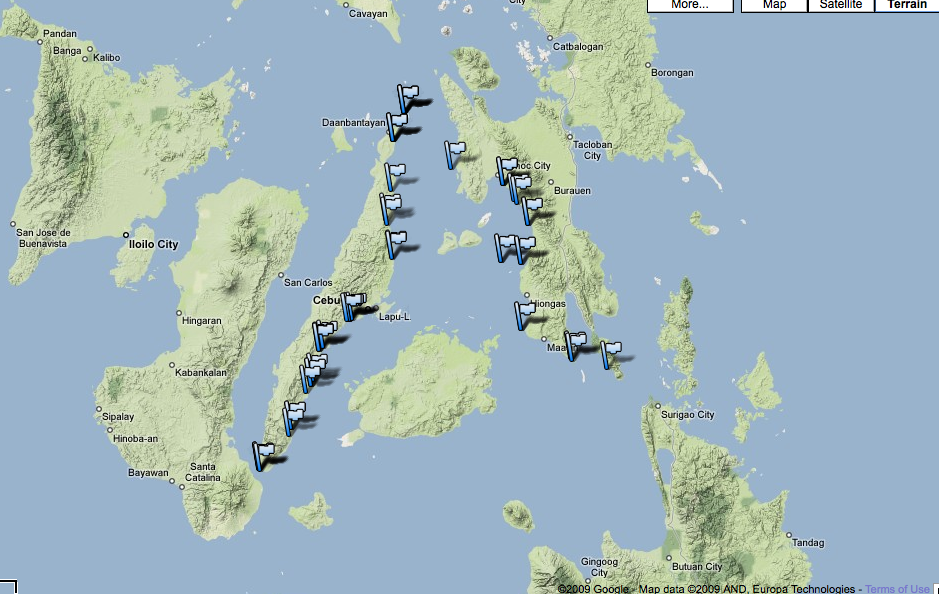 City
More...
Map
Satellite
Terrain
Cavayan
Pandan
Banga
Kalibo
Catbalogan
Borongan
Daanbantayan
Tacloban
City
moc City
Burauen
San Jose de
Buenavista
Iloilo City
San Carlos
Cebu
Lapu-L.
Hilongas
Hingaran
Maa
Kabankalan
Sipalay
Hinoba-an
Surigao City
Bayawan
Santa
Catalina
Tandag
Gingoog
City
Butuan City
©2009 Google - Map data ©2009 AND, Europa Technologies - Terms of Use